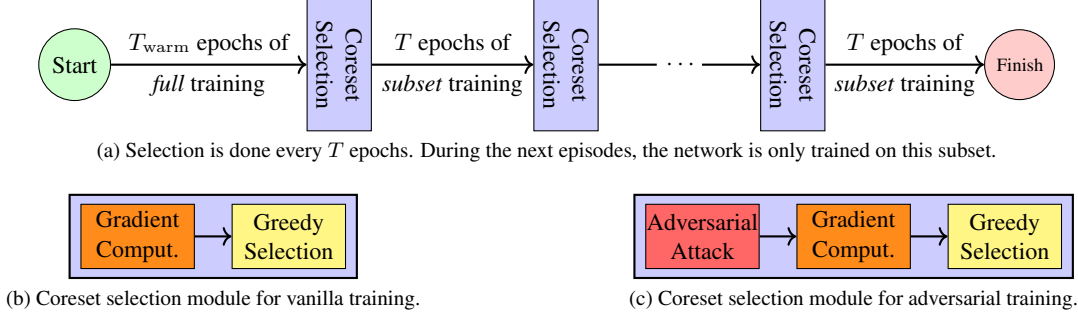 Start
T_warm epochs of
full training
Coreset
Selection
T epochs of
subset training
Coreset
Selection
...
Coreset
Selection
T epochs of
subset training
Finish
(a) Selection is done every T epochs. During the next episodes, the network is only trained on this subset.
Gradient
Comput.
Greedy
Selection
(b) Coreset selection module for vanilla training.
Adversarial
Attack
Gradient
Comput.
Greedy
Selection
(c) Coreset selection module for adversarial training.